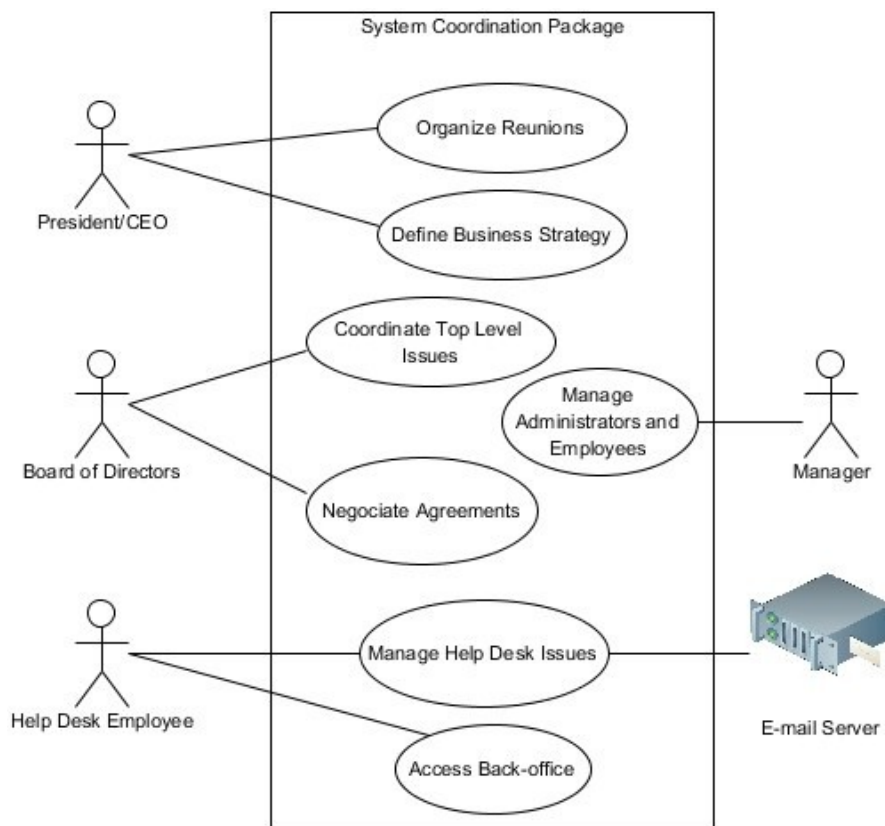 System Coordination Package
Organize Reunions
President/CEO
Define Business Strategy
Coordinate Top Level
Issues
Manage
Administrators and
Employees
Board of Directors
Manager
Negociate Agreements
Manage Help Desk Issues
Help Desk Employee
E-mail Server
Access Back-office